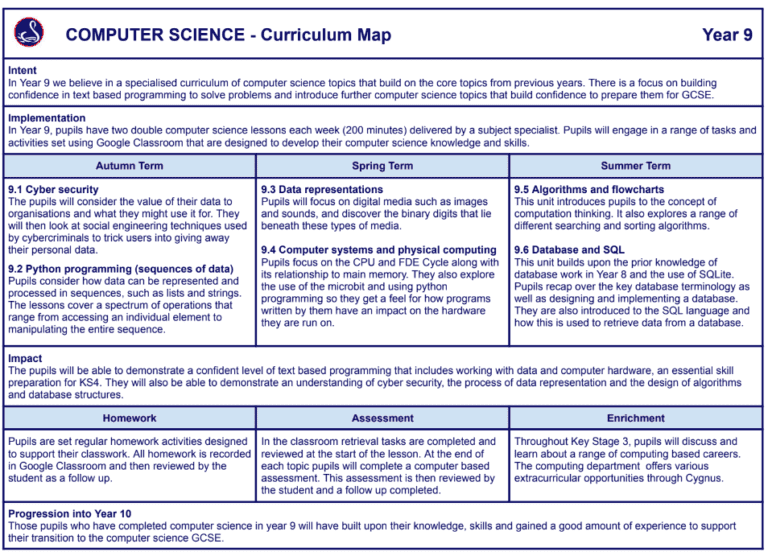 COMPUTER SCIENCE - Curriculum Map
Year 9
Intent
In Year 9 we believe in a specialised curriculum of computer science topics that build on the core topics from previous years. There is a focus on building
confidence in text based programming to solve problems and introduce further computer science topics that build confidence to prepare them for GCSE.
Implementation
In Year 9, pupils have two double computer science lessons each week (200 minutes) delivered by a subject specialist. Pupils will engage in a range of tasks and
activities set using Google Classroom that are designed to develop their computer science knowledge and skills.
Autumn Term
9.1 Cyber security
The pupils will consider the value of their data to
organisations and what they might use it for. They
will then look at social engineering techniques used
by cybercriminals to trick users into giving away
their personal data.
9.2 Python programming (sequences of data)
Pupils consider how data can be represented and
processed in sequences, such as lists and strings.
The lessons cover a spectrum of operations that
range from accessing an individual element to
manipulating the entire sequence.
Spring Term
9.3 Data representations
Pupils will focus on digital media such as images
and sounds, and discover the binary digits that lie
beneath these types of media.
9.4 Computer systems and physical computing
Pupils focus on the CPU and FDE Cycle along with
its relationship to main memory. They also explore
the use of the microbit and using python
programming so they get a feel for how programs
written by them have an impact on the hardware
they are run on.
Summer Term
9.5 Algorithms and flowcharts
This unit introduces pupils to the concept of
computation thinking. It also explores a range of
different searching and sorting algorithms.
9.6 Database and SQL
This unit builds upon the prior knowledge of
database work in Year 8 and the use of SQLite.
Pupils recap over the key database terminology as
well as designing and implementing a database.
They are also introduced to the SQL language and
how this is used to retrieve data from a database.
Impact
The pupils will be able to demonstrate a confident level of text based programming that includes working with data and computer hardware, an essential skill
preparation for KS4. They will also be able to demonstrate an understanding of cyber security, the process of data representation and the design of algorithms
and database structures.
Homework
Pupils are set regular homework activities designed
to support their classwork. All homework is recorded
in Google Classroom and then reviewed by the
student as a follow up.
Assessment
In the classroom retrieval tasks are completed and
reviewed at the start of the lesson. At the end of
each topic pupils will complete a computer based
assessment. This assessment is then reviewed by
the student and a follow up completed.
Enrichment
Throughout Key Stage 3, pupils will discuss and
learn about a range of computing based careers.
The computing department offers various
extracurricular opportunities through Cygnus.
Progression into Year 10
Those pupils who have completed computer science in year 9 will have built upon their knowledge, skills and gained a good amount of experience to support
their transition to the computer science GCSE.